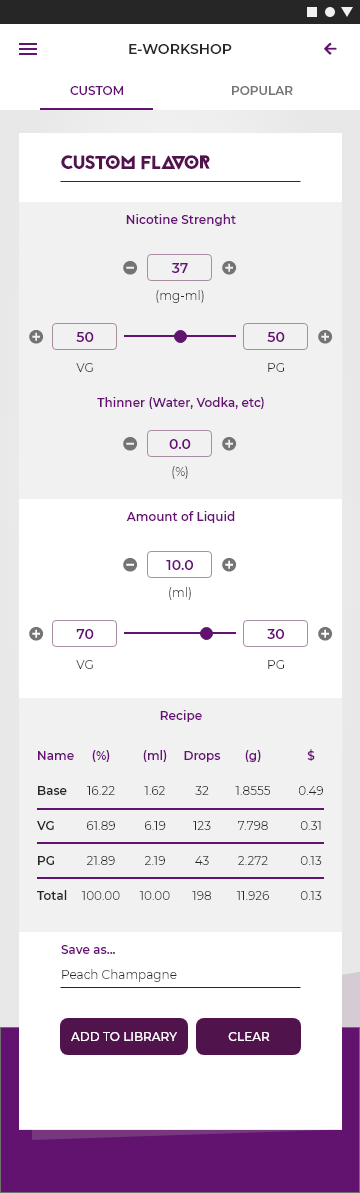 E-WORKSHOP
CUSTOM POPULAR
CUSTOM FLAVOR
Nicotine Strenght
37
(mg-ml)
50 50
VG PG
Thinner (Water, Vodka, etc)
0.0
(%)
Amount of Liquid
10.0
(ml)
70 30
VG PG
Recipe
Name (%) (ml) Drops (g) $
Base 16.22 1.62 32 1.8555 0.49
VG 61.89 6.19 123 7.798 0.31
PG 21.89 2.19 43 2.272 0.13
Total 100.00 10.00 198 11.926 0.13
Save as...
Peach Champagne
ADD TO LIBRARY CLEAR